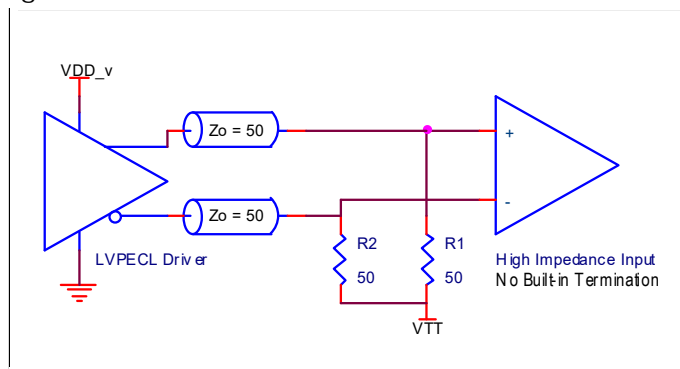 VDD_v
Zo = 50
+
Zo = 50
-
LVPECL Driver
R2
50
R1
50
High Impedance Input
No Built-in Termination
VTT